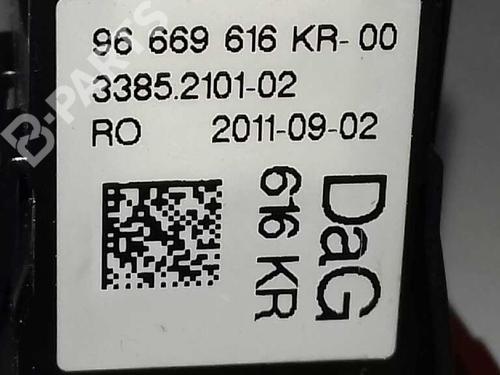 96 669 616 KR-00
3385.2101-02
RO 2011-09-02
DaG
616 KR
B-PARTS